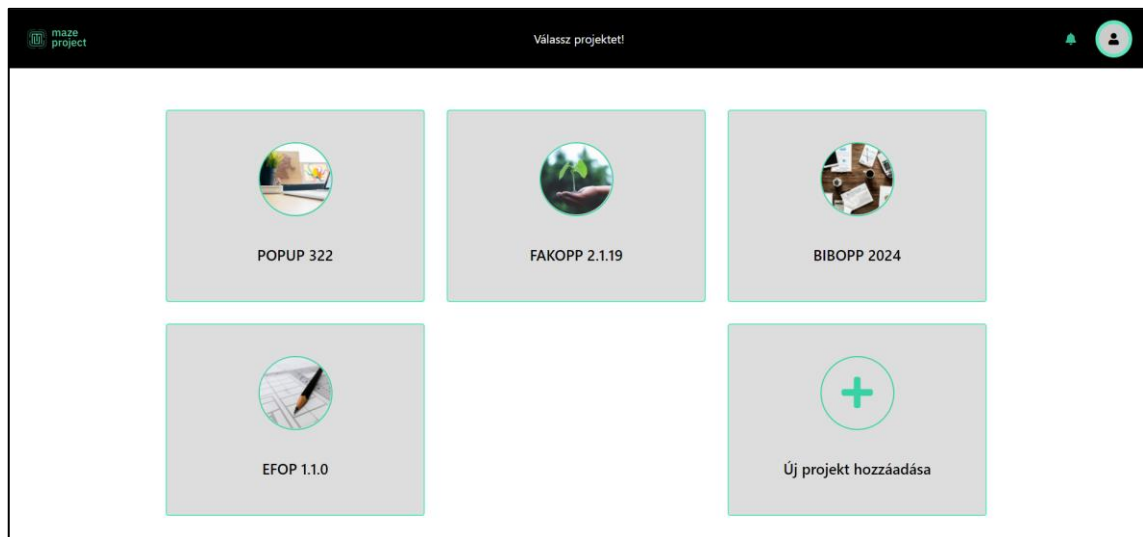 maze
project
Válassz projektet!
POPUP 322
FAKOPP 2.1.19
BIBOPP 2024
EFOP 1.1.0
Új projekt hozzáadása